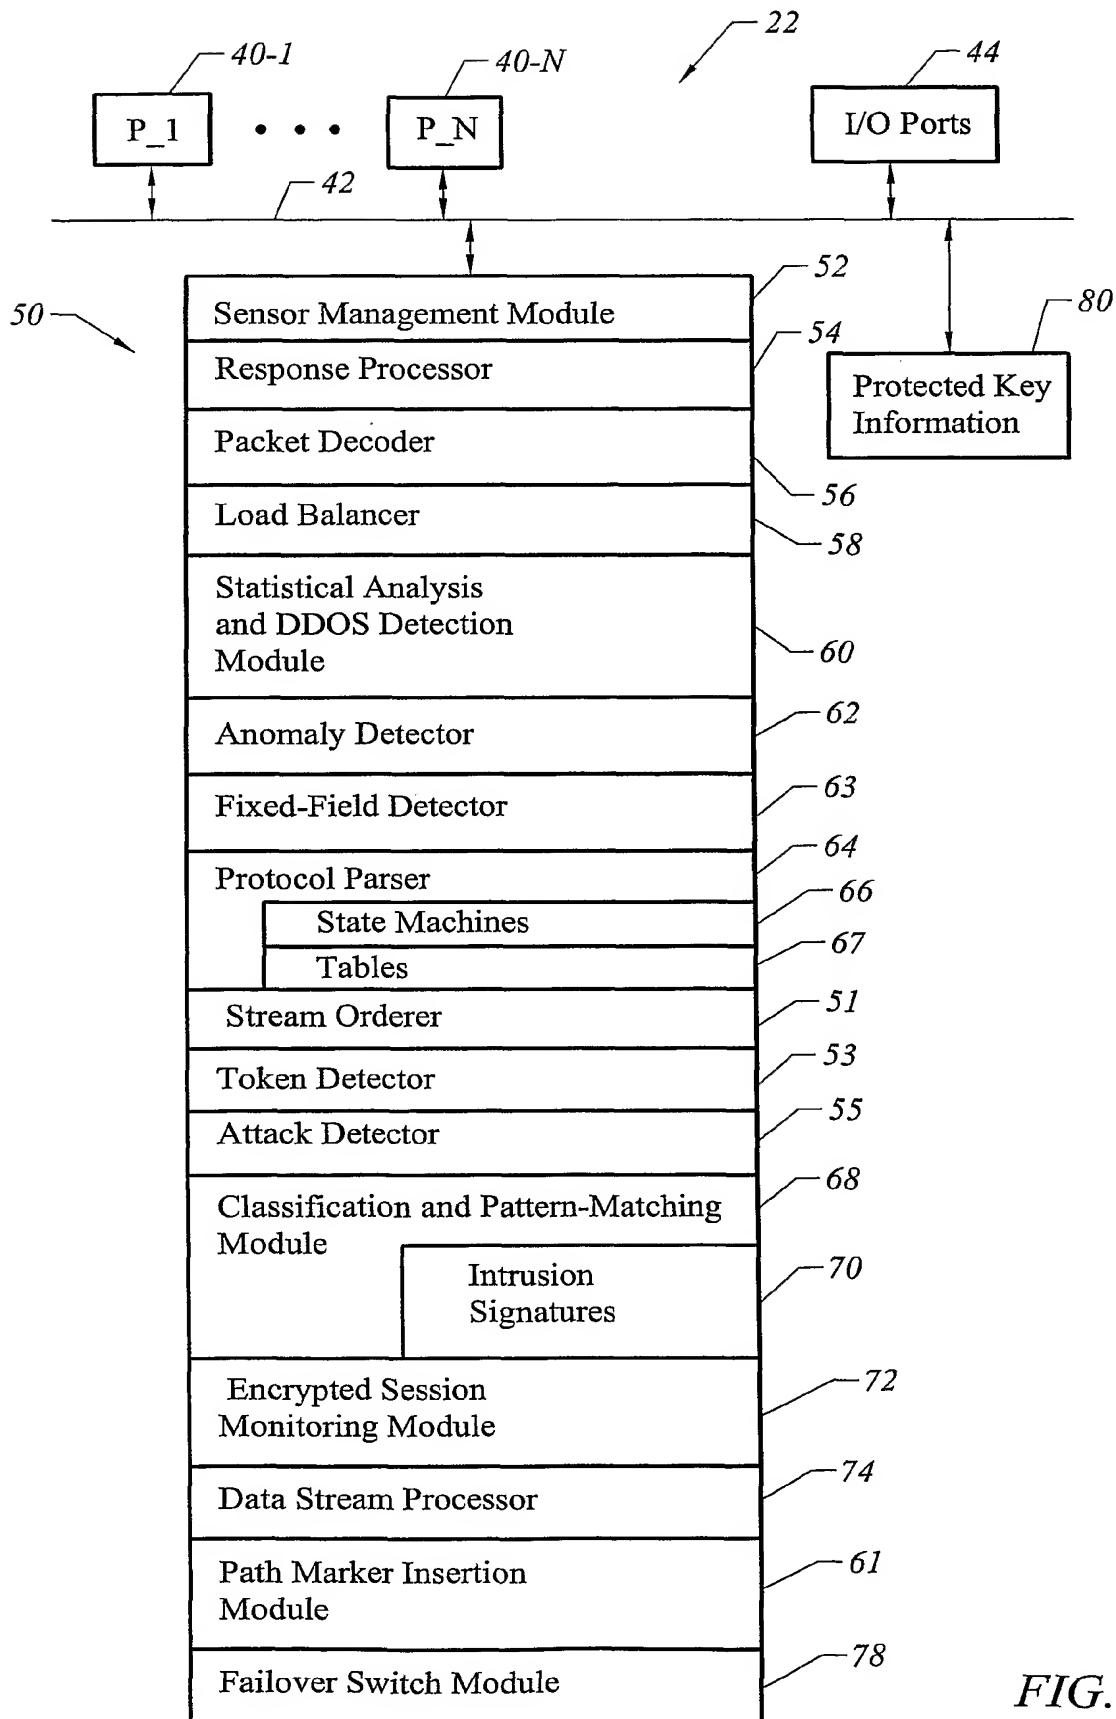 22
40-1
40-N
44
P_1
• • •
P_N
I/O Ports
42
52
50
Sensor Management Module
80
54
Response Processor
Protected Key
Information
Packet Decoder
56
Load Balancer
58
Statistical Analysis
and DDOS Detection
Module
60
62
Anomaly Detector
63
Fixed-Field Detector
64
Protocol Parser
66
State Machines
67
Tables
51
Stream Orderer
53
Token Detector
55
Attack Detector
68
Classification and Pattern-Matching
Module
70
Intrusion
Signatures
72
Encrypted Session
Monitoring Module
74
Data Stream Processor
61
Path Marker Insertion
Module
78
Failover Switch Module
FIG.